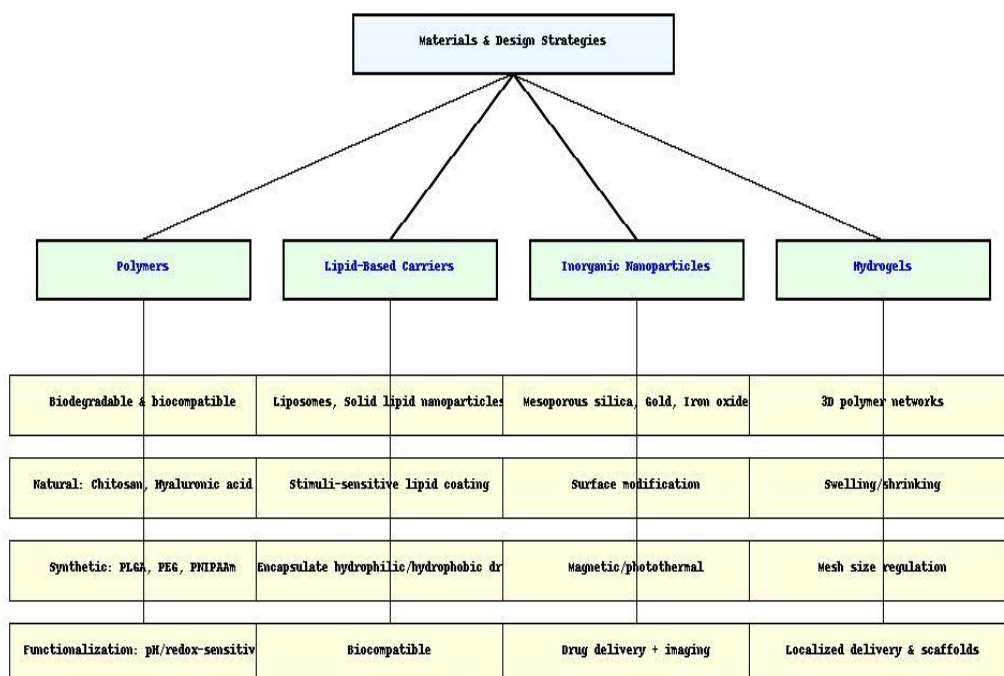 Materials & Design Strategies
Polymers
Lipid-Based Carriers
Inorganic Nanoparticles
Hydrogels
Biodegradable & biocompatible
Liposomes, Solid lipid nanoparticles
Mesoporous silica, Gold, Iron oxide
3D polymer networks
Natural: Chitosan, Hyaluronic acid
Stimuli-sensitive lipid coating
Surface modification
Swelling/shrinking
Synthetic: PLGA, PEG, PNIPAAm
Encapsulate hydrophilic/hydrophobic dr
Magnetic/photothermal
Mesh size regulation
Functionalization: pH/redox-sensitiv
Biocompatible
Drug delivery + imaging
Localized delivery & scaffolds